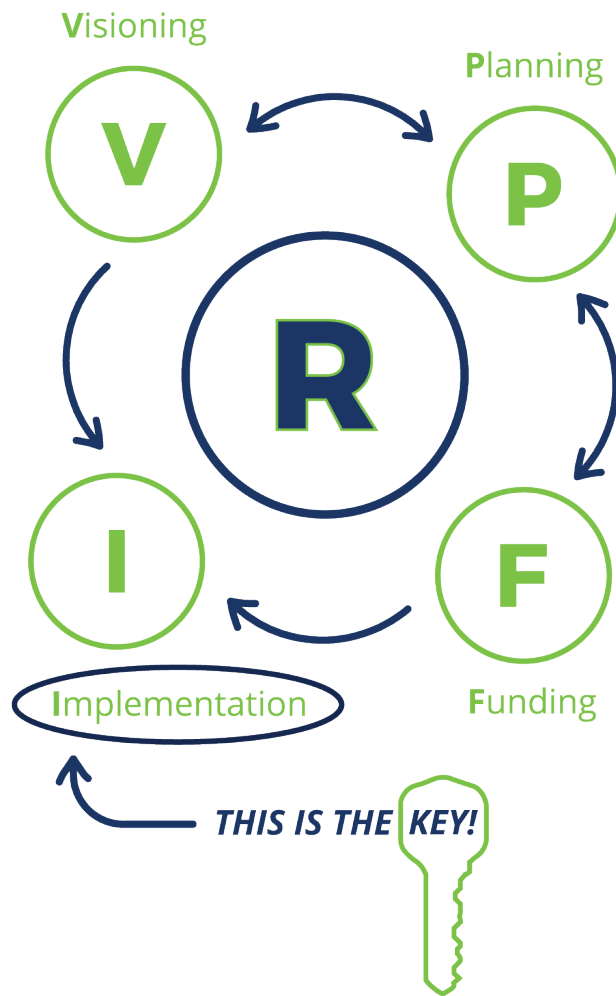 Visioning
Planning
V
P
R
I
F
Implementation
Funding
THIS IS THE KEY!